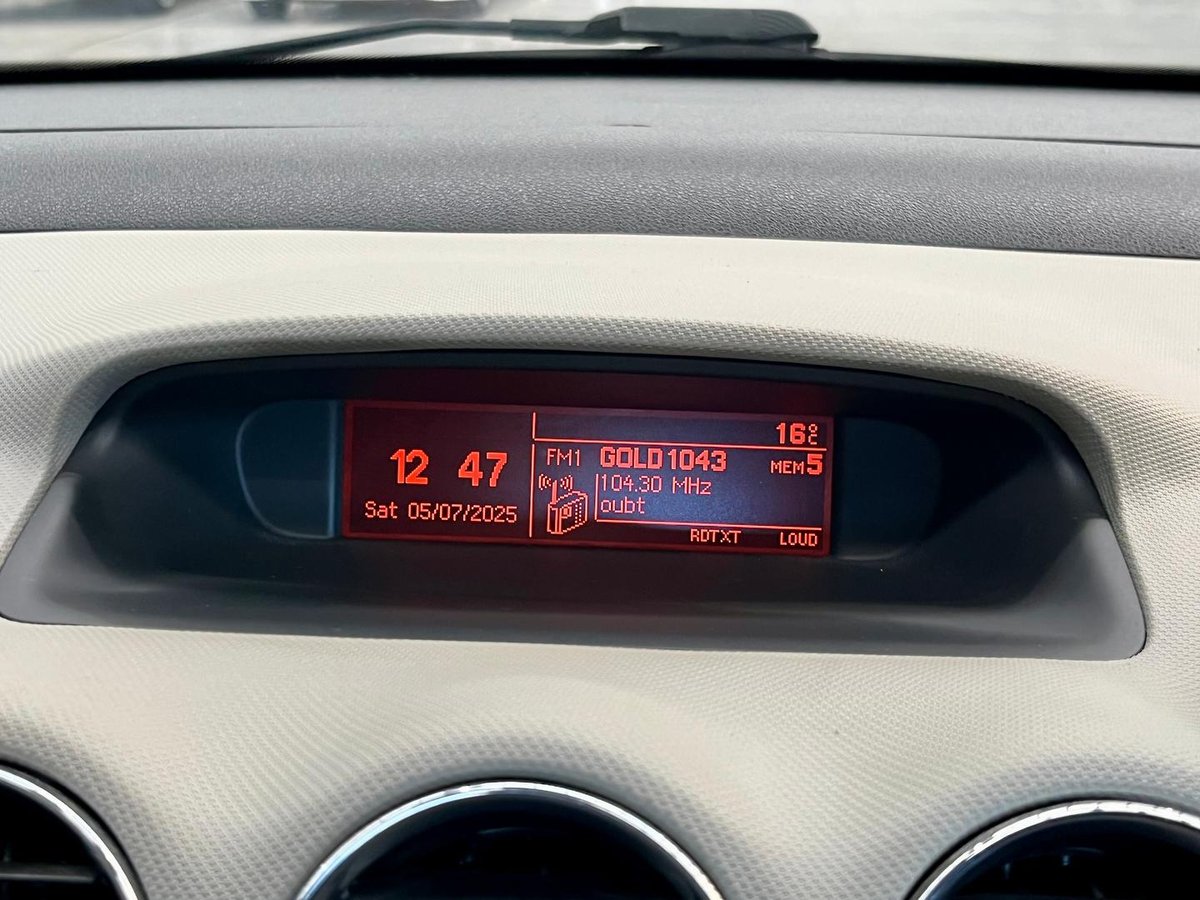 12 47
Sat 05/07/2025
16°C
FM1 GOLD1043 MEM5
104.30 MHz
oubt
RDTXT LOUD